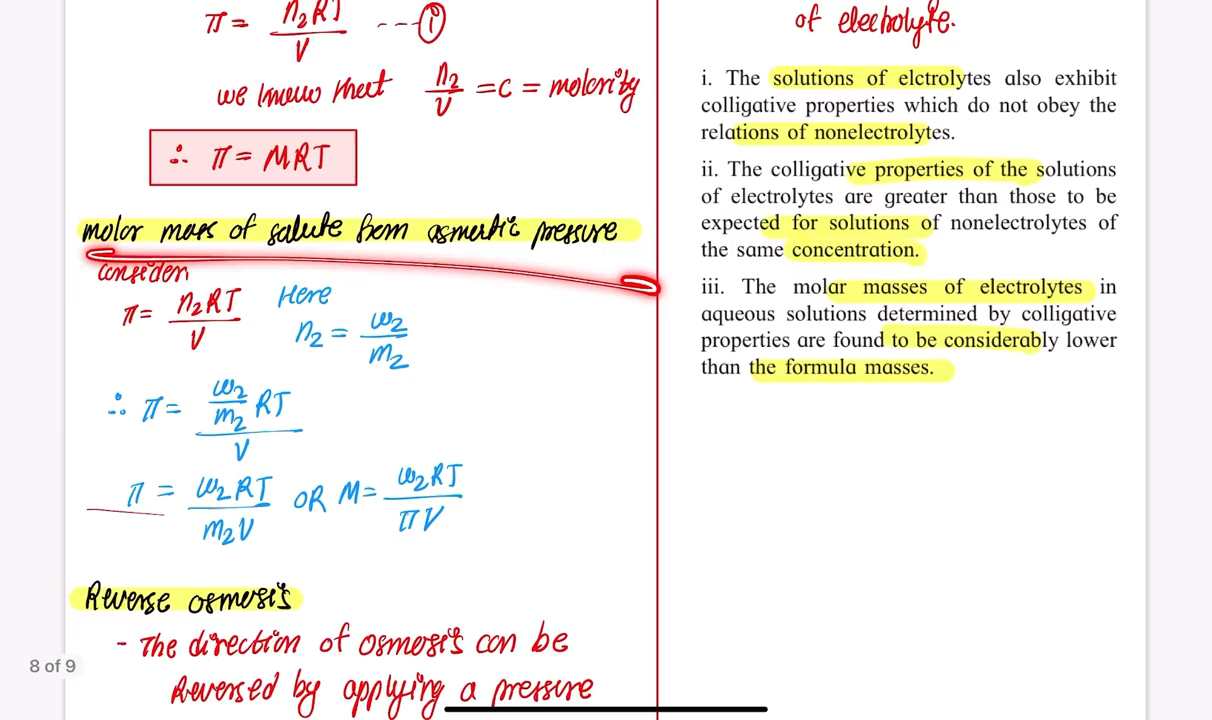 π = n₂RT / V ---①
we know that n₂/V = C = molarity
∴ π = MRT
molar mass of solute from osmotic pressure
consider
π = n₂RT / V Here
n₂ = w₂ / m₂
∴ π = (w₂/m₂) RT / V
π = w₂RT / m₂V OR M = w₂RT / πV
Reverse osmosis
- The direction of osmosis can be
Reversed by applying a pressure
8 of 9
of electrolyte.
i. The solutions of elctrolytes also exhibit
colligative properties which do not obey the
relations of nonelectrolytes.
ii. The colligative properties of the solutions
of electrolytes are greater than those to be
expected for solutions of nonelectrolytes of
the same concentration.
iii. The molar masses of electrolytes in
aqueous solutions determined by colligative
properties are found to be considerably lower
than the formula masses.